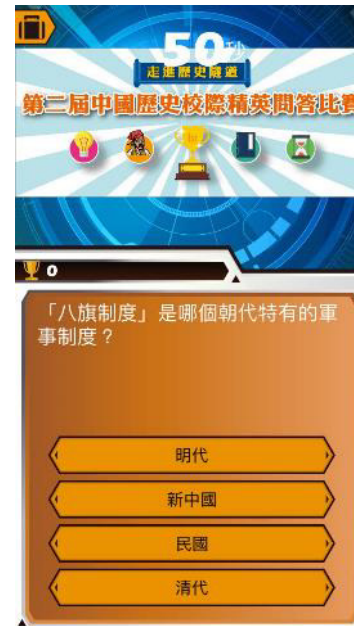 50秒
走進歷史隧道
第二屆中國歷史校際精英問答比賽
0
「八旗制度」是哪個朝代特有的軍
事制度？
明代
新中國
民國
清代